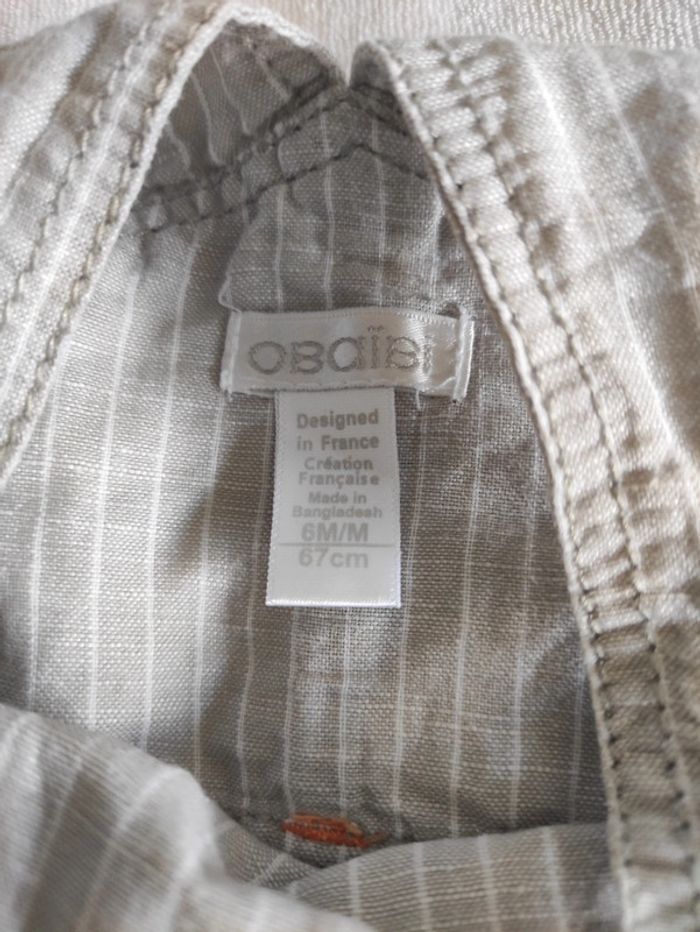 OBAÏBI
Designed
in France
Création
Française
Made in
Bangladesh
6M/M
67cm